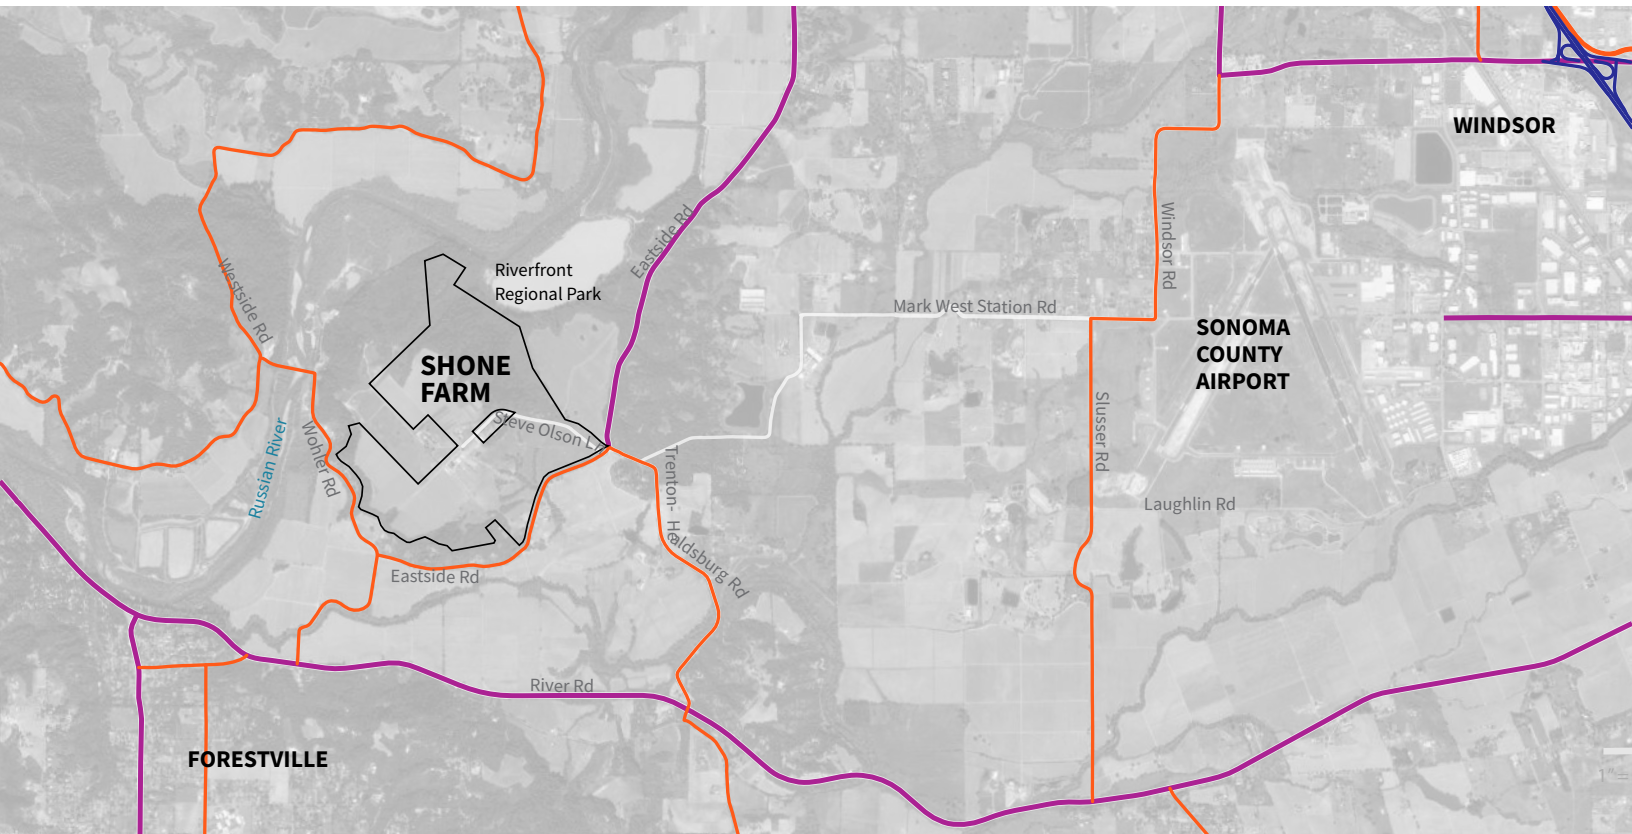 WINDSOR
Windsor Rd
Eastside Rd
Riverfront
Regional Park
Westside Rd
Mark West Station Rd
SONOMA
COUNTY
AIRPORT
SHONE
FARM
Steve Olson Ln
Slusser Rd
Russian River
Wohler Rd
Trenton- Healdsburg Rd
Laughlin Rd
Eastside Rd
River Rd
FORESTVILLE
1"=